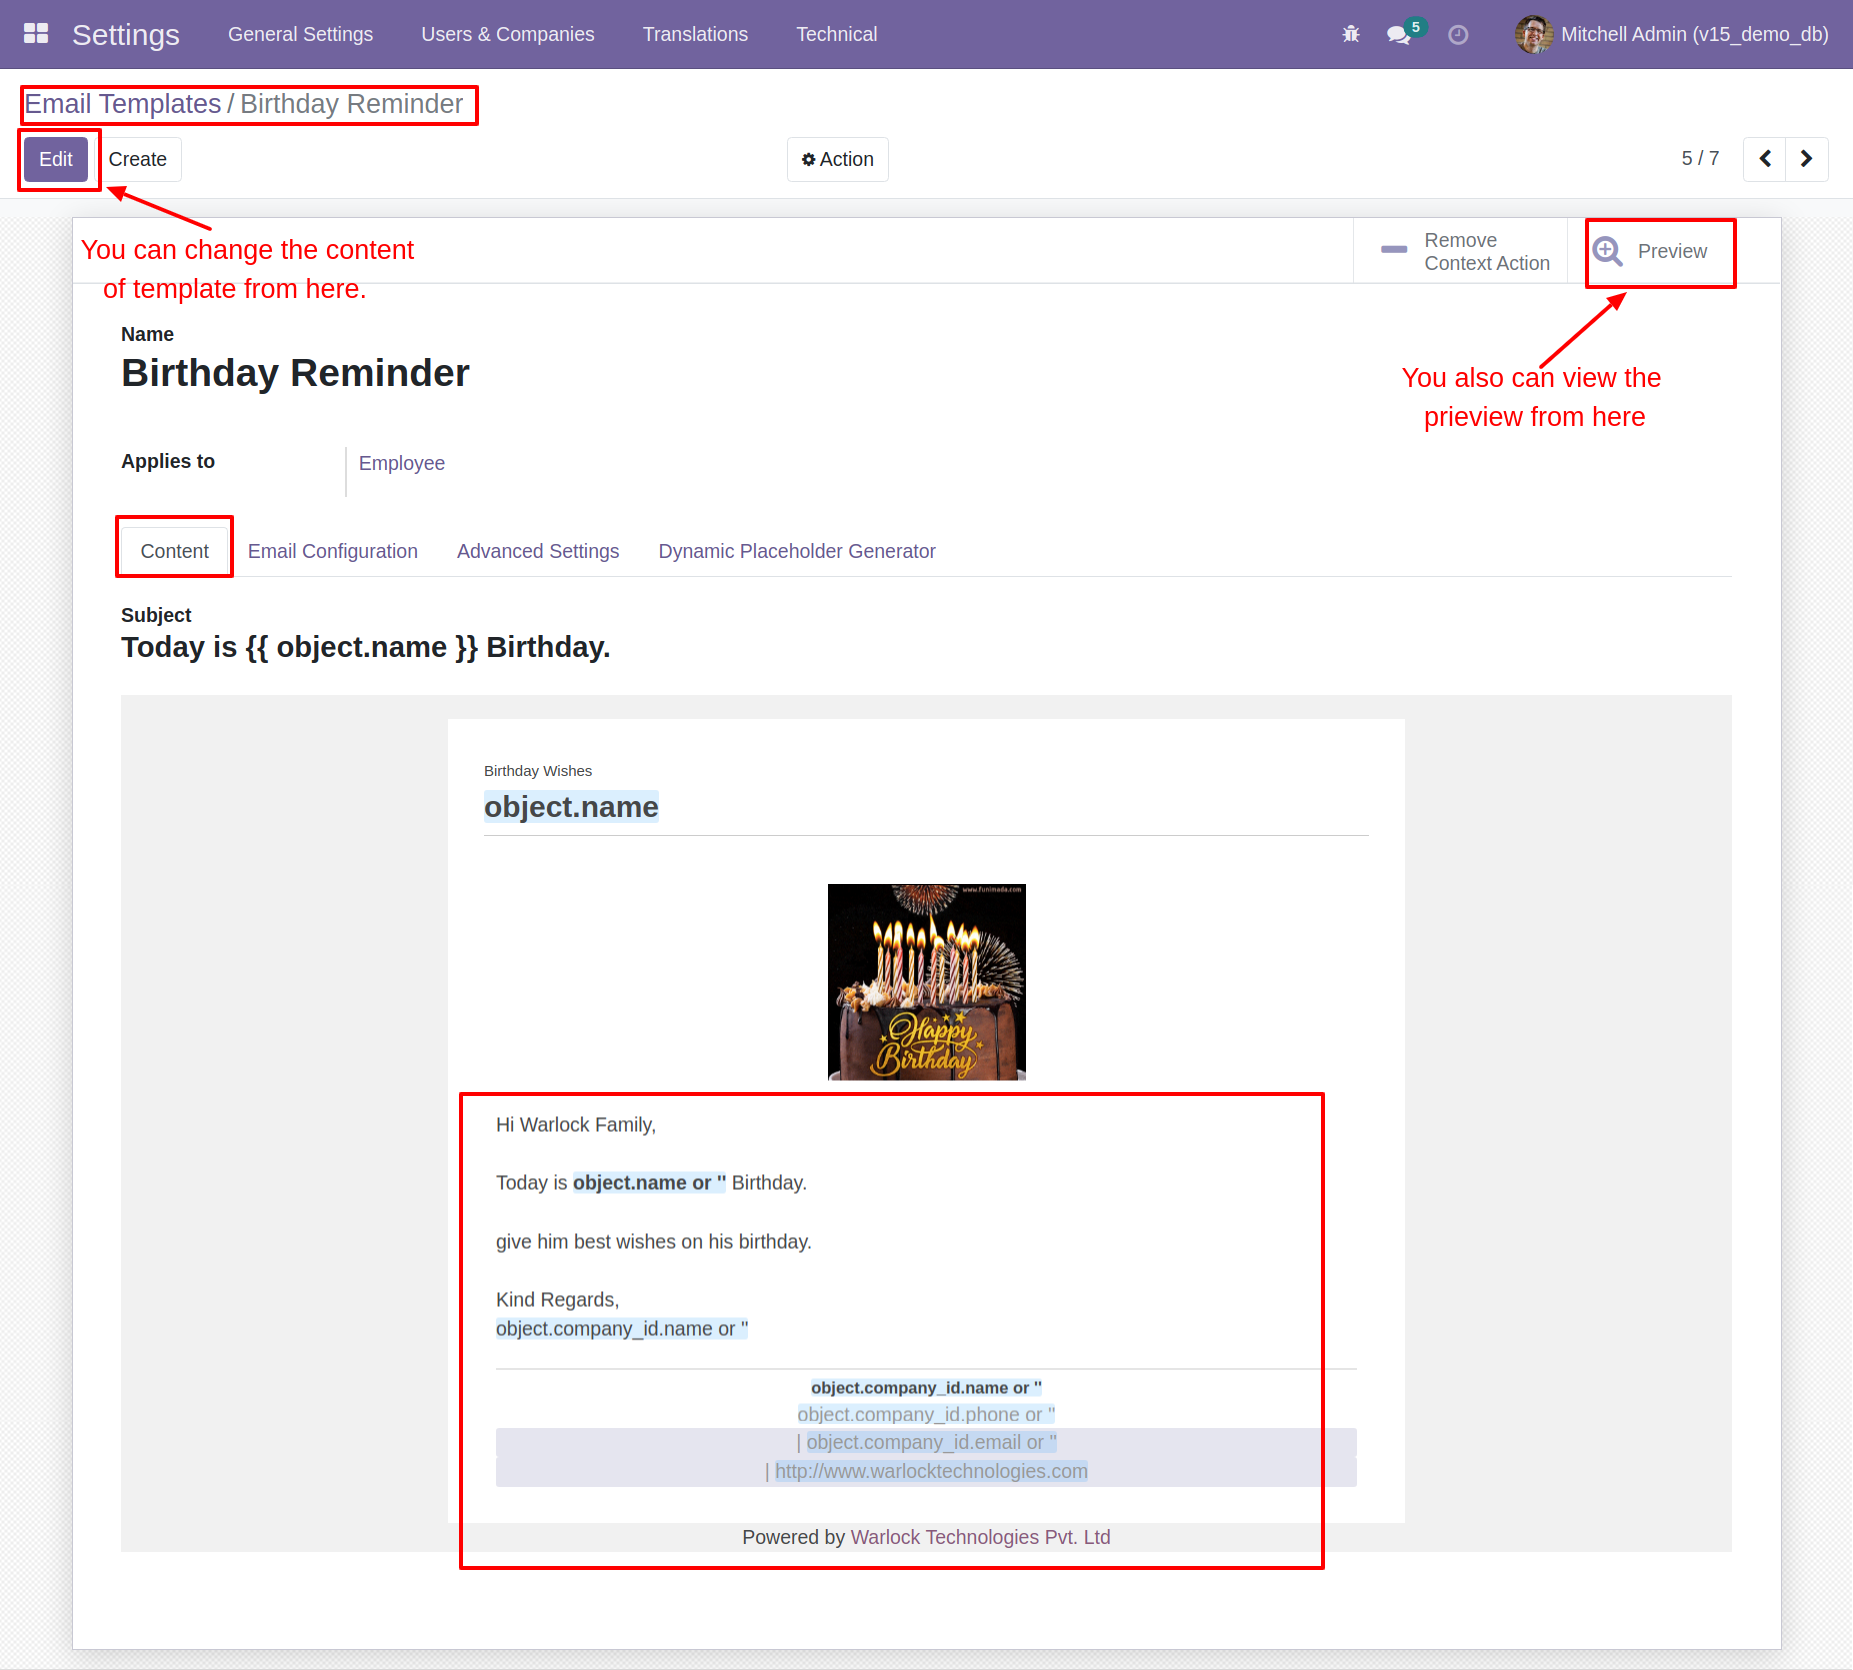 Settings General Settings Users & Companies Translations Technical 5 Mitchell Admin (v15_demo_db)
Email Templates / Birthday Reminder
Edit Create Action 5 / 7
You can change the content
of template from here.
Remove
Context Action
Preview
Name
Birthday Reminder
You also can view the
prieview from here
Applies to Employee
Content Email Configuration Advanced Settings Dynamic Placeholder Generator
Subject
Today is {{ object.name }} Birthday.
Birthday Wishes
object.name
www.funimada.com
Happy
Birthday
Hi Warlock Family,
Today is object.name or '' Birthday.
give him best wishes on his birthday.
Kind Regards,
object.company_id.name or ''
object.company_id.name or ''
object.company_id.phone or ''
| object.company_id.email or ''
| http://www.warlocktechnologies.com
Powered by Warlock Technologies Pvt. Ltd